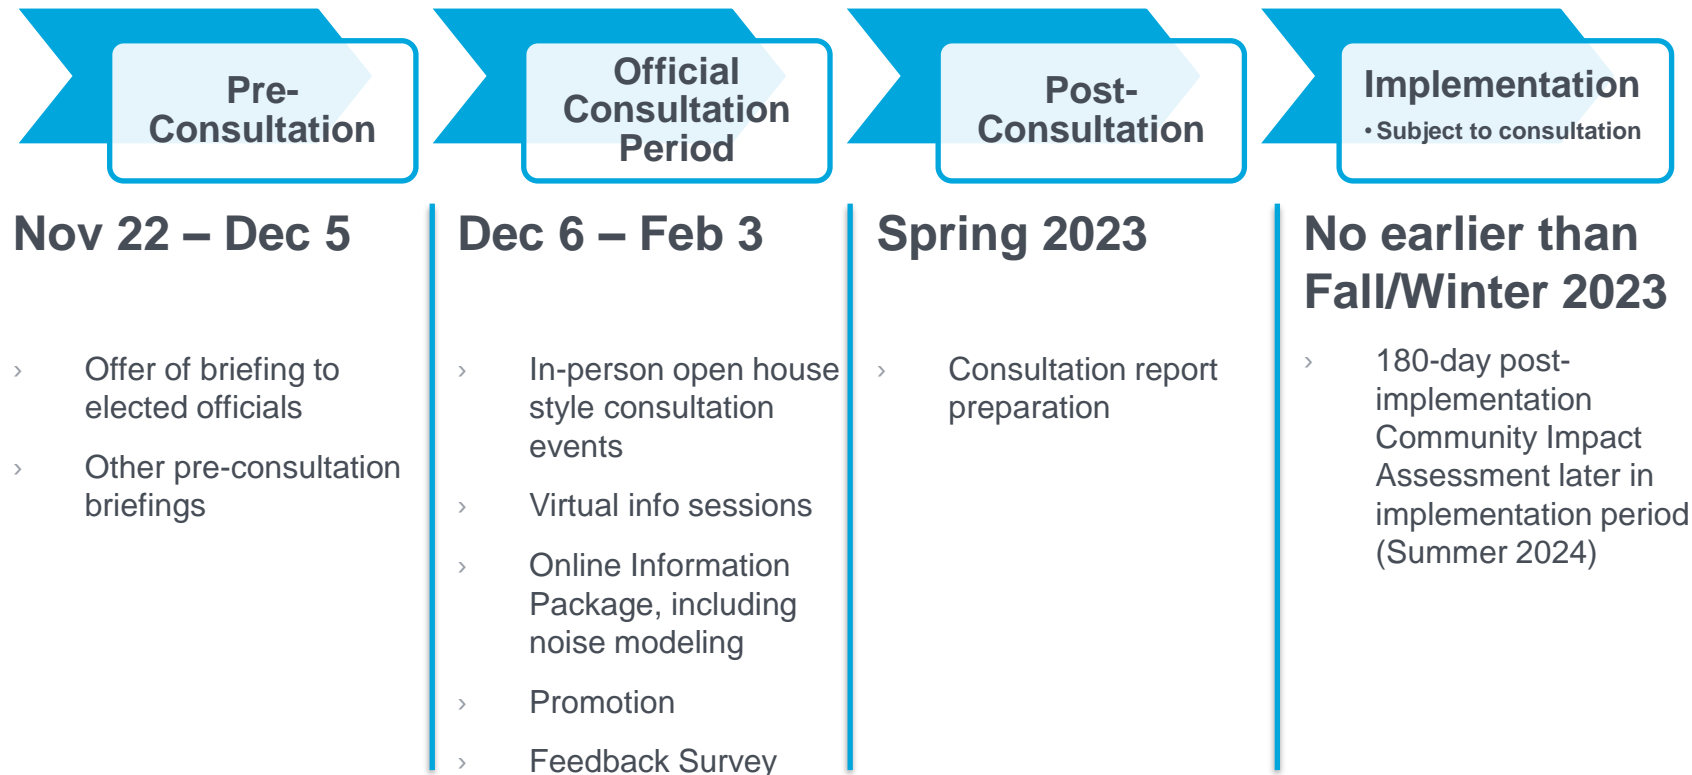 Pre-
Consultation
Official
Consultation
Period
Post-
Consultation
Implementation
• Subject to consultation
Nov 22 – Dec 5
› Offer of briefing to
elected officials
› Other pre-consultation
briefings
Dec 6 – Feb 3
› In-person open house
style consultation
events
› Virtual info sessions
› Online Information
Package, including
noise modeling
› Promotion
› Feedback Survey
Spring 2023
› Consultation report
preparation
No earlier than
Fall/Winter 2023
› 180-day post-
implementation
Community Impact
Assessment later in
implementation period
(Summer 2024)